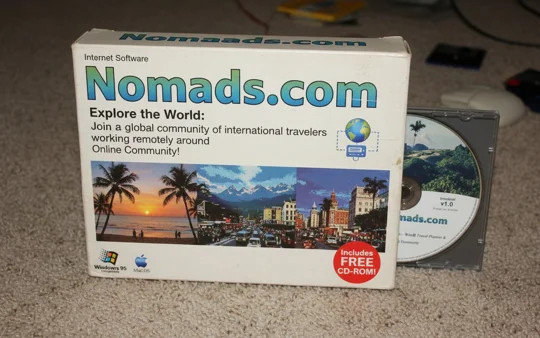 Nomads.com
Internet Software
Nomads.com
Explore the World:
Join a global community of international travelers
working remotely around
Online Community!
Windows 95
MacOS
Includes
FREE
CD-ROM!
v1.0
mads.com